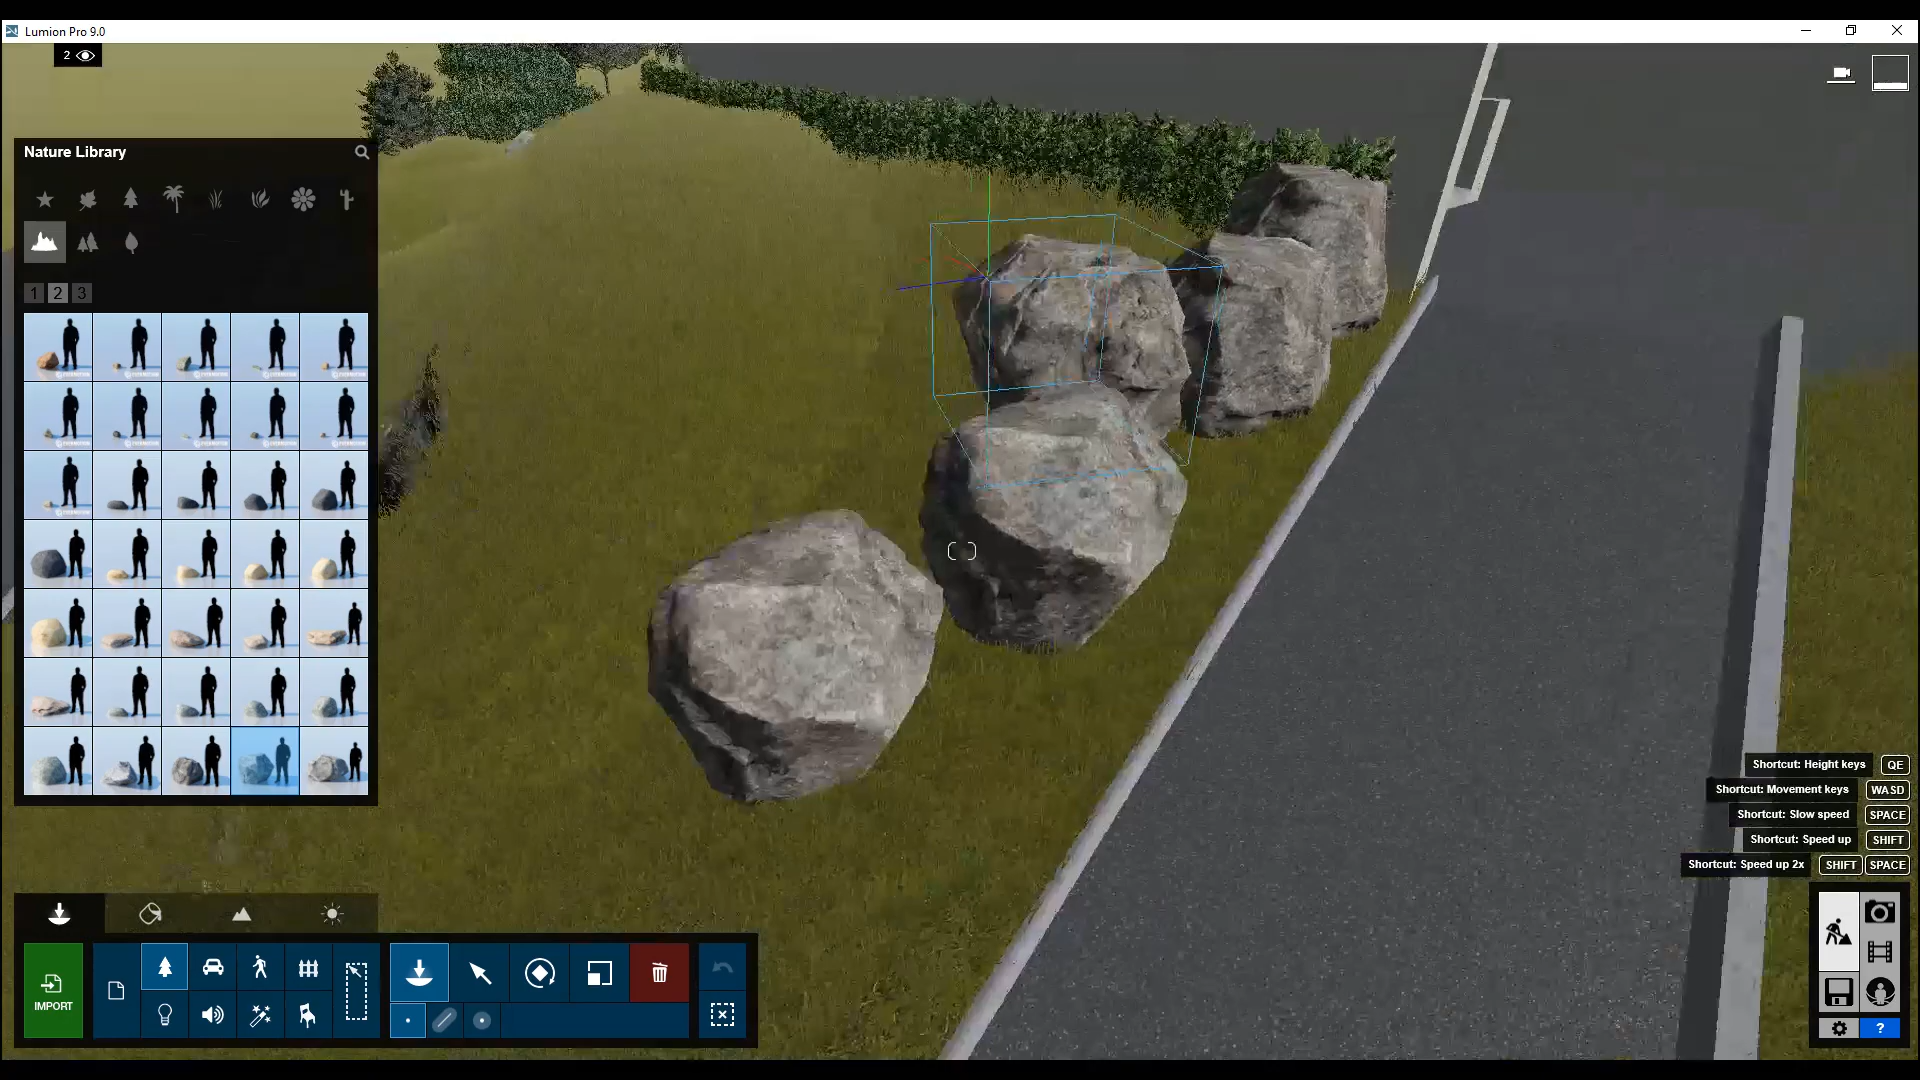 Lumion Pro 9.0
2
Nature Library
1 2 3
Shortcut: Height keys QE
Shortcut: Movement keys WASD
Shortcut: Slow speed SPACE
Shortcut: Speed up SHIFT
Shortcut: Speed up 2x SHIFT SPACE
IMPORT
?